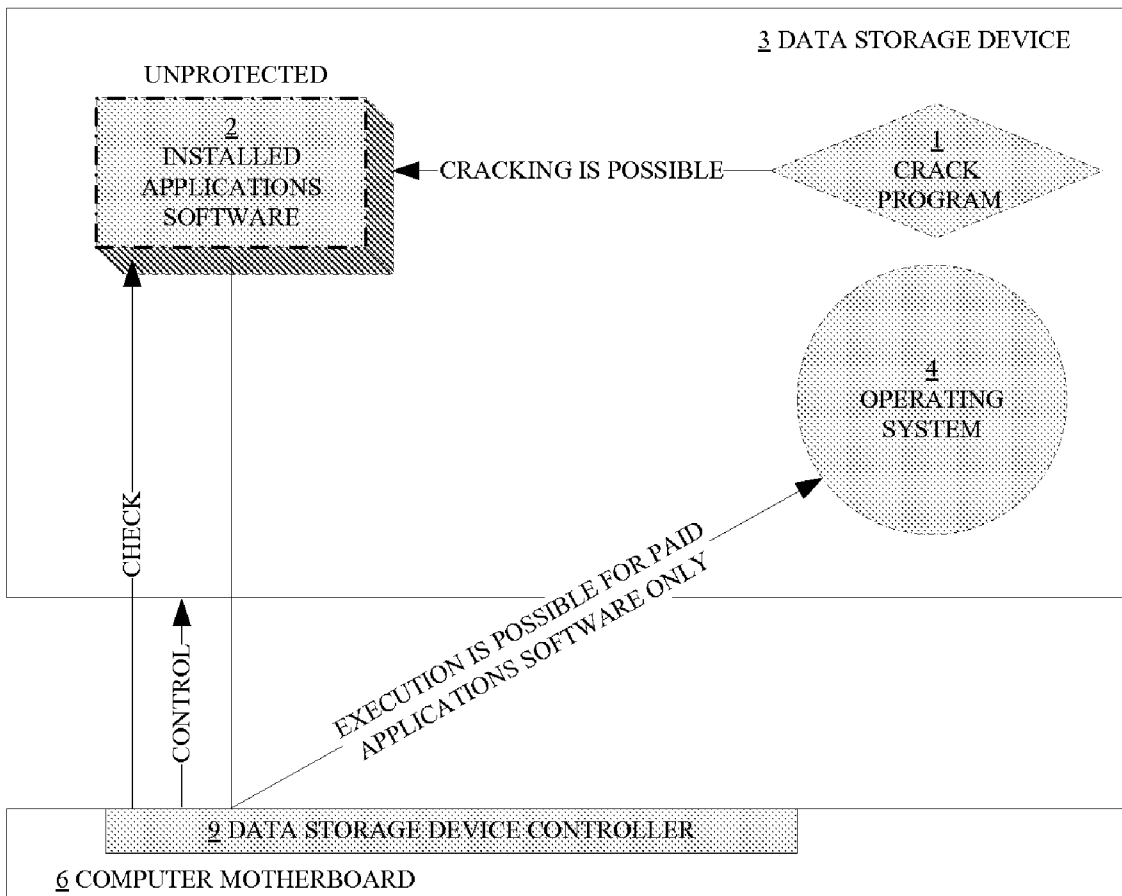 3 DATA STORAGE DEVICE
UNPROTECTED
2
INSTALLED
APPLICATIONS
SOFTWARE
CRACKING IS POSSIBLE
1
CRACK
PROGRAM
4
OPERATING
SYSTEM
CHECK
CONTROL
EXECUTION IS POSSIBLE FOR PAID
APPLICATIONS SOFTWARE ONLY
9 DATA STORAGE DEVICE CONTROLLER
6 COMPUTER MOTHERBOARD